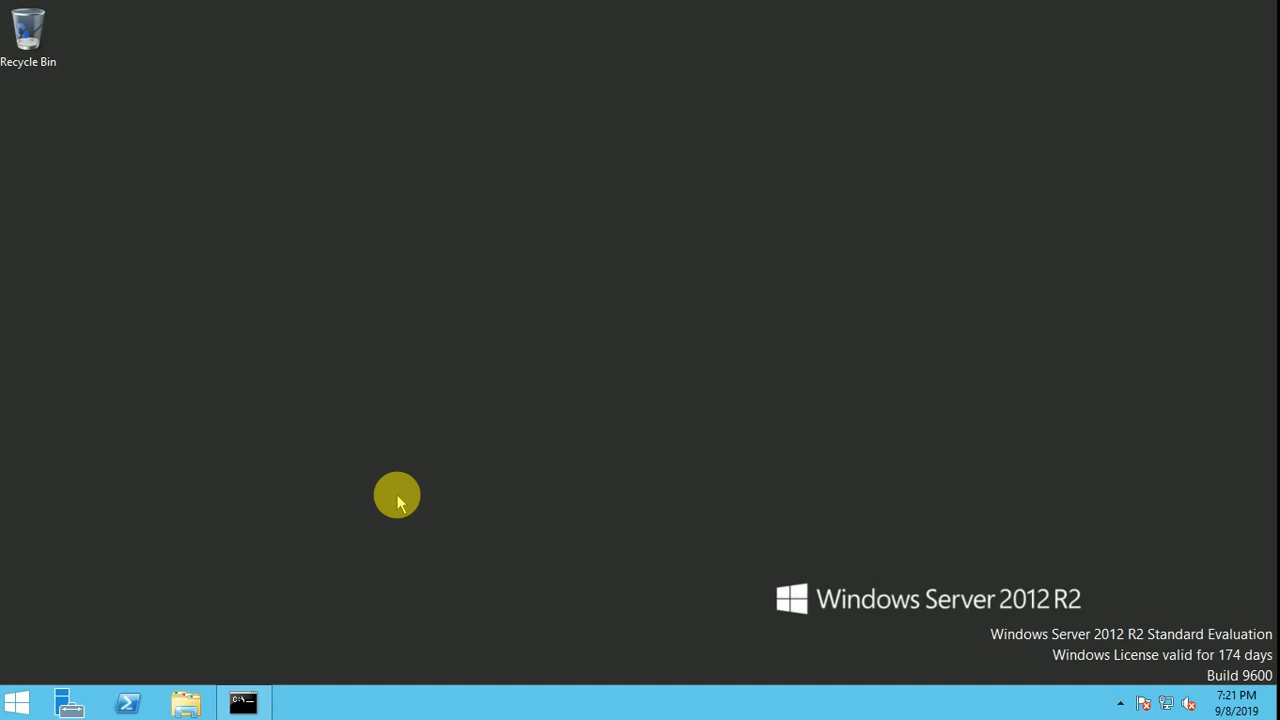 Recycle Bin
Windows Server 2012 R2
Windows Server 2012 R2 Standard Evaluation
Windows License valid for 174 days
Build 9600
C:\_
7:21 PM
9/8/2019